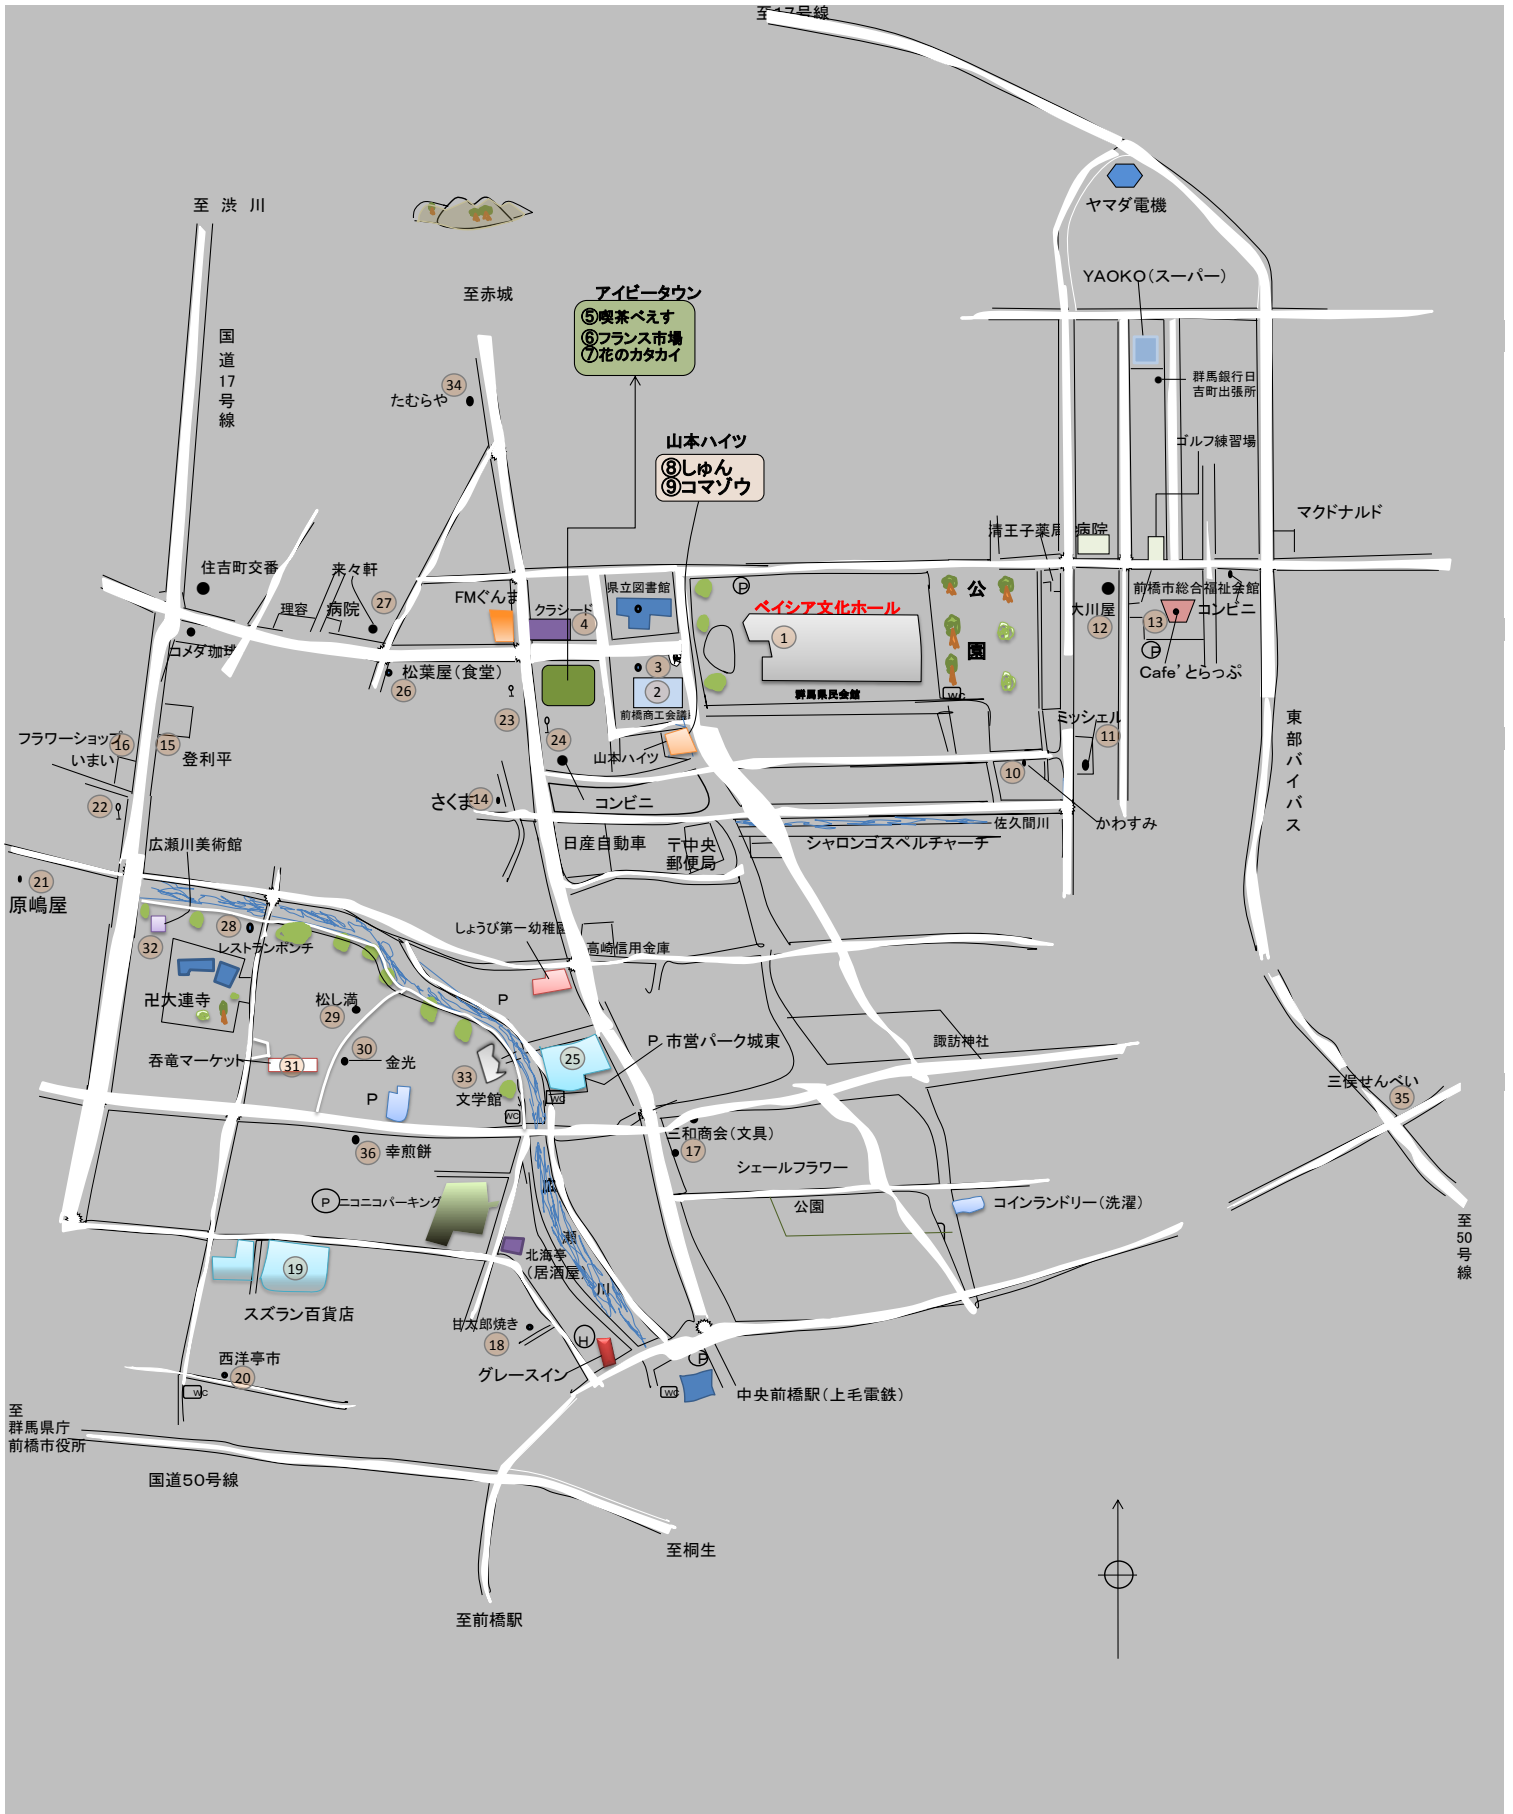 至17号線
ヤマダ電機
至 渋 川
YAOKO(スーパー)
至赤城
アイビータウン
⑤喫茶ぺえす
⑥フランス市場
⑦花のカタカイ
国道17号線
群馬銀行日
吉町出張所
34
たむらや
山本ハイツ
⑧しゅん
⑨コマゾウ
ゴルフ練習場
マクドナルド
清王子薬局
病院
住吉町交番
来々軒
理容
病院
27
FMぐんま
クラシード
4
県立図書館
P
ベイシア文化ホール
1
群馬県民会館
公
園
大川屋
12
前橋市総合福祉会館
13
コンビニ
P
Cafe'とらっぷ
コメダ珈琲
松葉屋(食堂)
26
3
2
前橋商工会議
WC
23
24
山本ハイツ
ミッシェル
11
東部バイパス
フラワーショップ
いまい
16
15
登利平
10
22
さくま
14
コンビニ
佐久間川
かわすみ
広瀬川美術館
日産自動車
〒中央
郵便局
シャロンゴスペルチャーチ
21
原嶋屋
32
28
レストランポンチ
しょうび第一幼稚園
高崎信用金庫
卍大連寺
松し満
29
P
30
金光
呑竜マーケット
31
25
P 市営パーク城東
諏訪神社
33
文学館
WC
WC
P
三俣せんべい
35
36
幸煎餅
三和商会(文具)
17
シェールフラワー
P
ニコニコパーキング
広
瀬
川
公園
コインランドリー(洗濯)
至50号線
北海亭
(居酒屋)
19
スズラン百貨店
甘太郎焼き
18
H
グレースイン
P
WC
中央前橋駅(上毛電鉄)
西洋亭市
20
WC
至
群馬県庁
前橋市役所
国道50号線
至桐生
至前橋駅